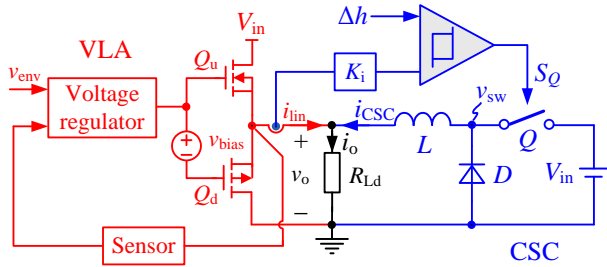 VLA
V_in
Δh
v_env
Q_u
K_i
S_Q
Voltage
regulator
v_bias
i_lin
i_CSC
v_sw
+
i_o
L
Q
Q_d
v_o
R_Ld
D
V_in
−
Sensor
CSC